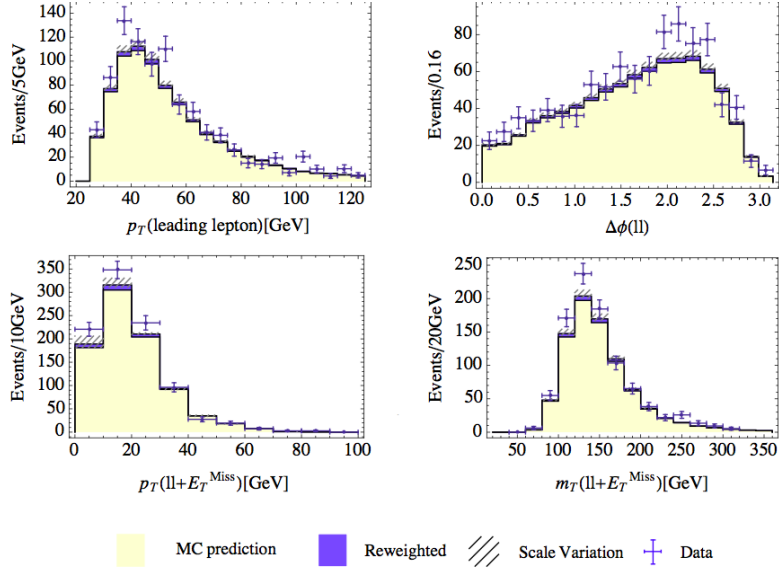 140
120
100
80
60
40
20
0
Events/5GeV
20 40 60 80 100 120
p_T(leading lepton)[GeV]
80
60
40
20
0
Events/0.16
0.0 0.5 1.0 1.5 2.0 2.5 3.0
Δϕ(ll)
350
300
250
200
150
100
50
0
Events/10GeV
0 20 40 60 80 100
p_T(ll+E_T^Miss)[GeV]
250
200
150
100
50
0
Events/20GeV
50 100 150 200 250 300 350
m_T(ll+E_T^Miss)[GeV]
MC prediction Reweighted Scale Variation Data